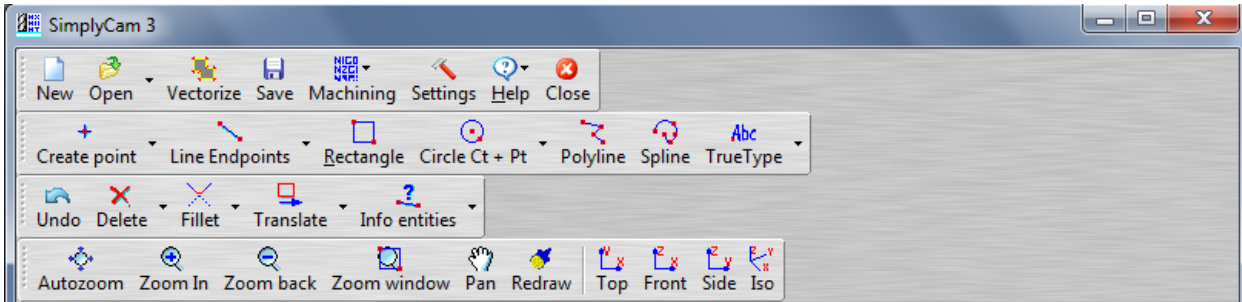 SimplyCam 3
New Open Vectorize Save Machining Settings Help Close
Create point Line Endpoints Rectangle Circle Ct + Pt Polyline Spline Abc TrueType
Undo Delete Fillet Translate Info entities
Autozoom Zoom In Zoom back Zoom window Pan Redraw Top Front Side Iso